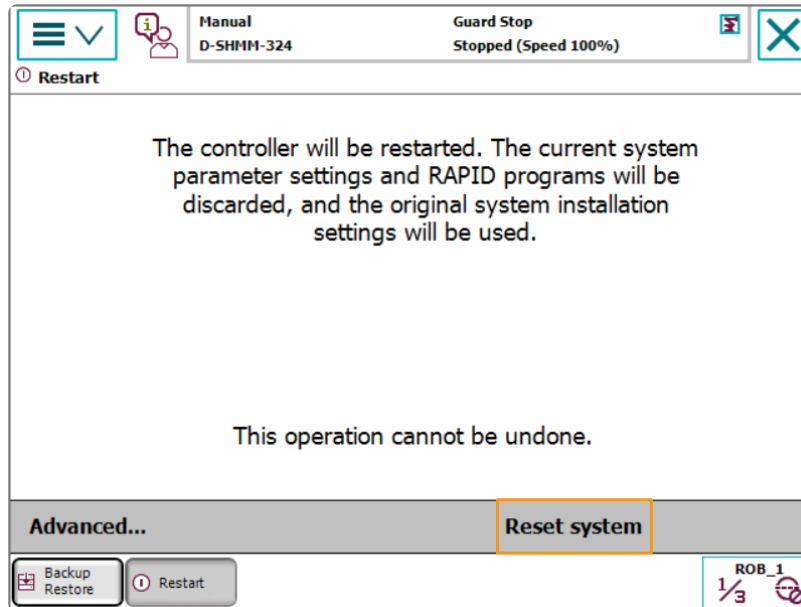 Manual
Guard Stop
D-SHMM-324
Stopped (Speed 100%)
Restart
The controller will be restarted. The current system
parameter settings and RAPID programs will be
discarded, and the original system installation
settings will be used.
This operation cannot be undone.
Advanced...
Reset system
Backup
Restore
Restart
ROB_1
1/3